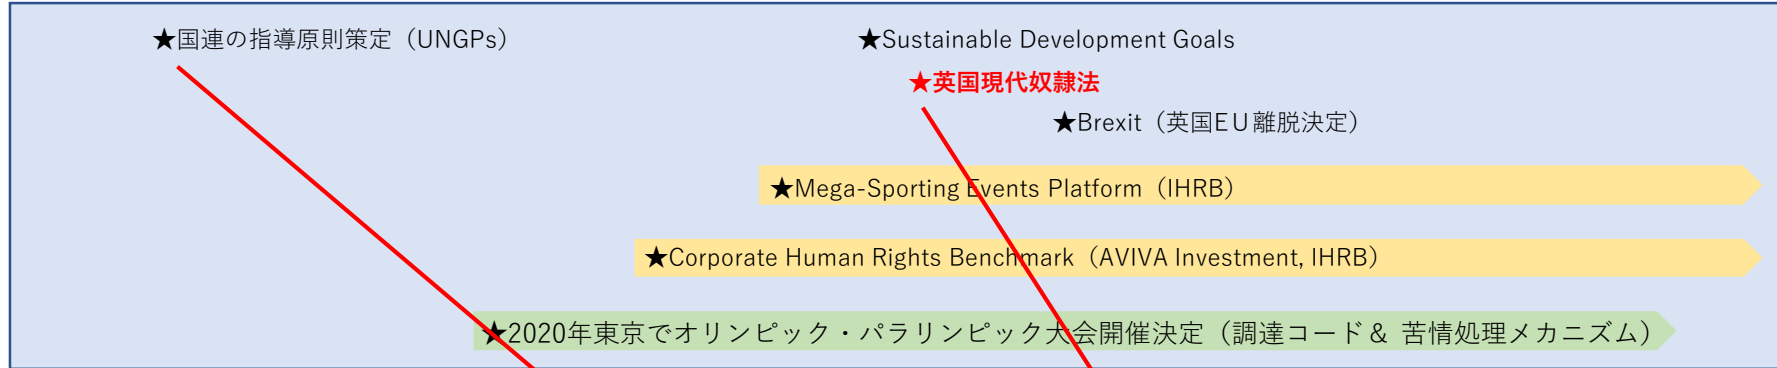 ★国連の指導原則策定（UNGPs）
★Sustainable Development Goals
★英国現代奴隷法
★Brexit（英国EU離脱決定）
★Mega-Sporting Events Platform（IHRB）
★Corporate Human Rights Benchmark（AVIVA Investment, IHRB）
★2020年東京でオリンピック・パラリンピック大会開催決定（調達コード＆ 苦情処理メカニズム）